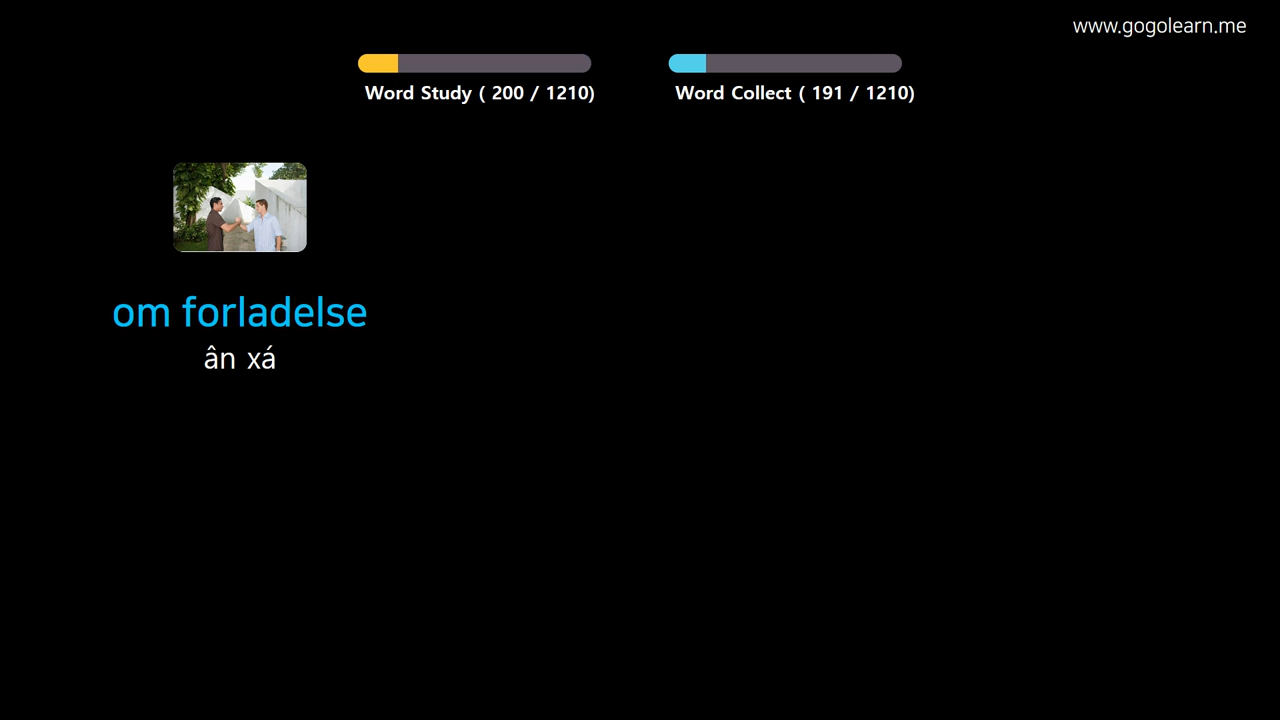 www.gogolearn.me
Word Study ( 200 / 1210)
Word Collect ( 191 / 1210)
om forladelse
ân xá